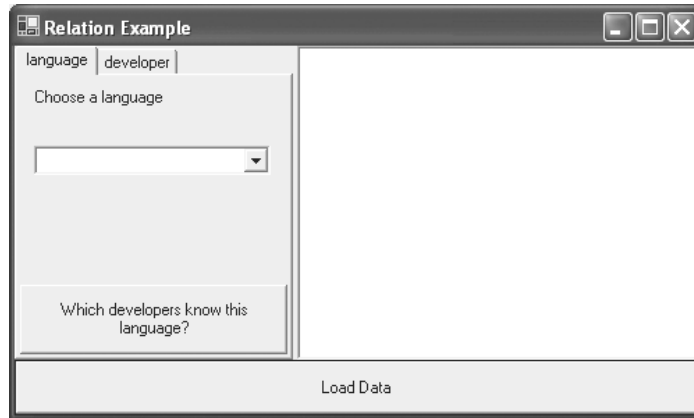 Relation Example
language developer
Choose a language
Which developers know this
language?
Load Data